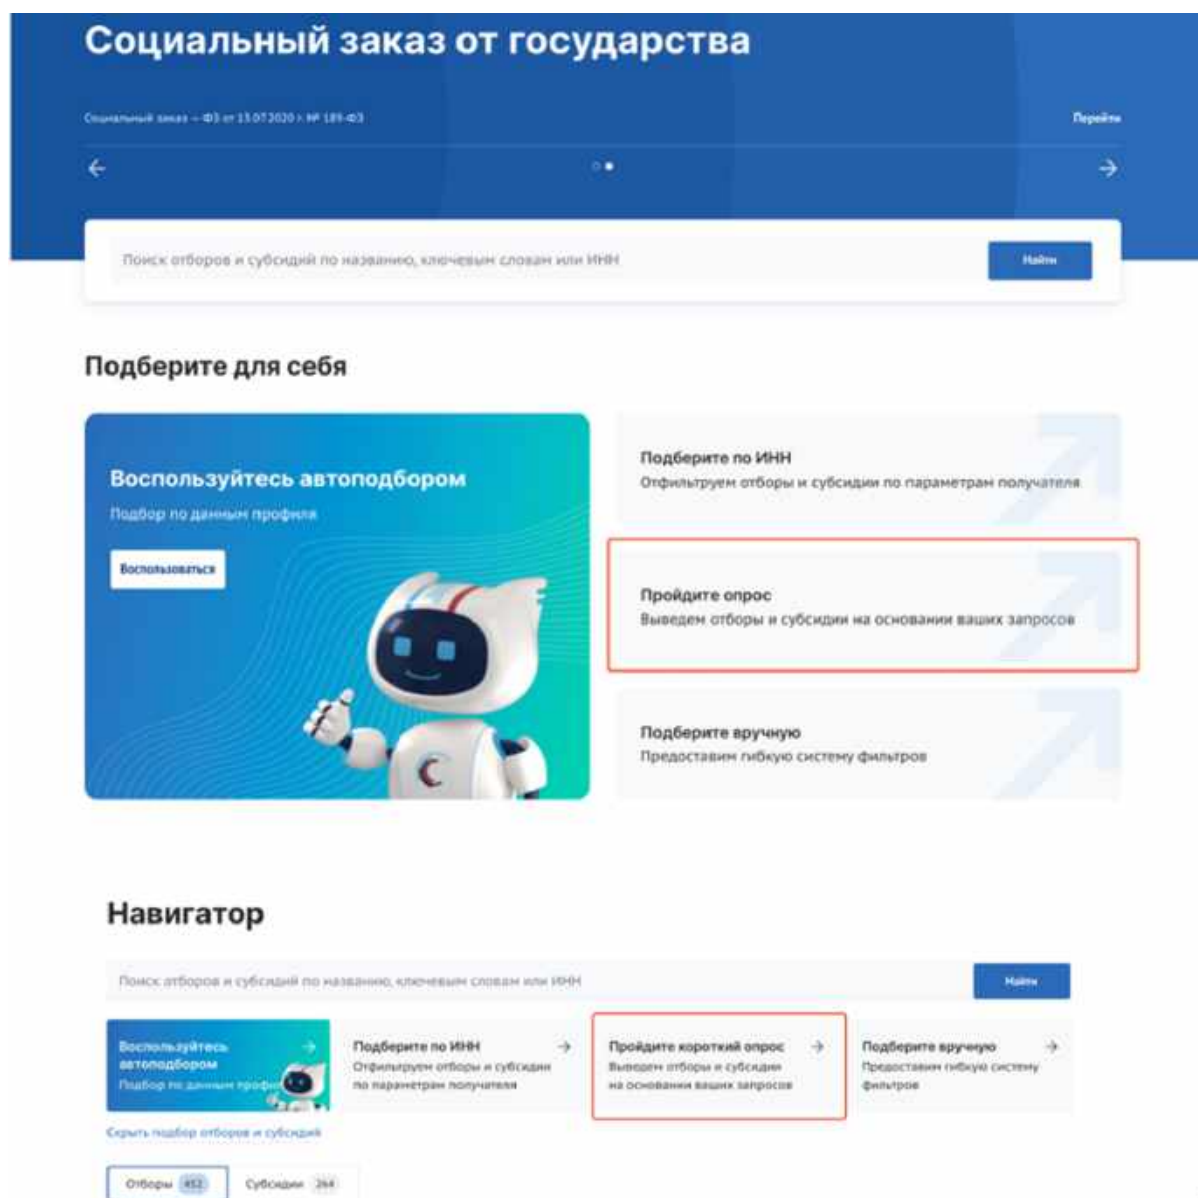 Социальный заказ от государства
Социальный заказ – ФЗ от 13.07.2020 г. № 189-ФЗ
Перейти
Поиск отборов и субсидий по названию, ключевым словам или ИНН
Найти
Подберите для себя
Воспользуйтесь автоподбором
Подбор по данным профиля
Воспользоваться
Подберите по ИНН
Отфильтруем отборы и субсидии по параметрам получателя
Пройдите опрос
Выведем отборы и субсидии на основании ваших запросов
Подберите вручную
Предоставим гибкую систему фильтров
Навигатор
Поиск отборов и субсидий по названию, ключевым словам или ИНН
Найти
Воспользуйтесь
автоподбором
Подбор по данным
Подберите по ИНН
Отфильтруем отборы и субсидии
по параметрам получателя
Пройдите короткий опрос
Выведем отборы и субсидии
на основании ваших запросов
Подберите вручную
Предоставим гибкую систему
фильтров
Скрыть подбор отборов и субсидий
Отборы 452
Субсидии 264